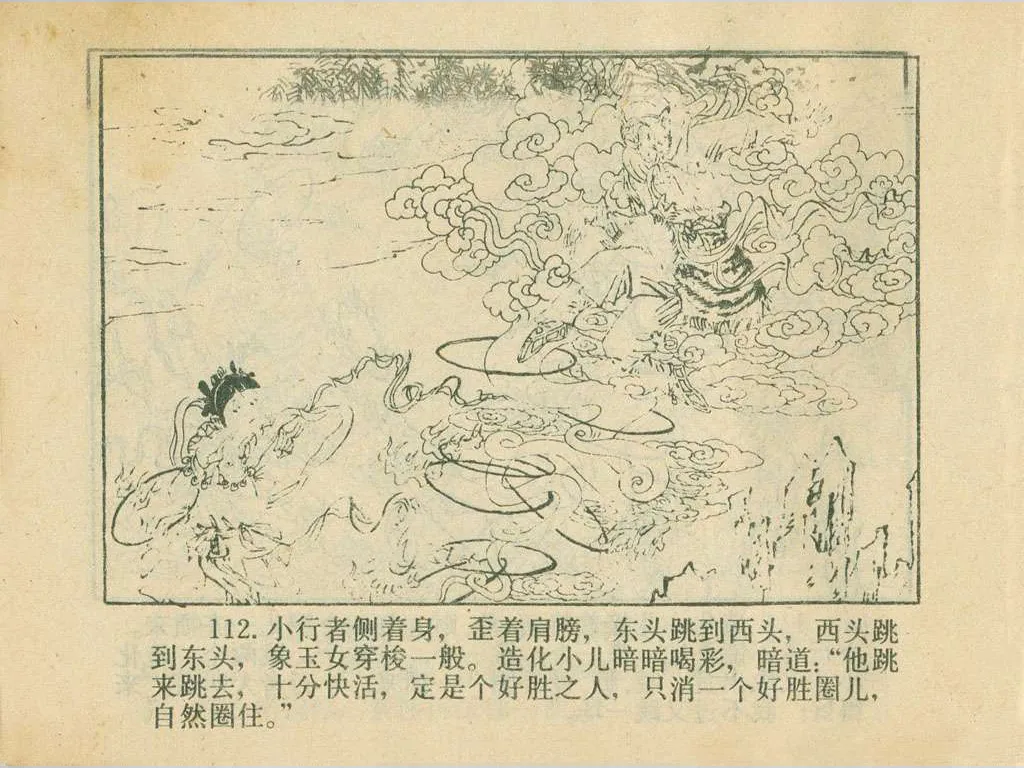 112. 小行者侧着身，歪着肩膀，东头跳到西头，西头跳
到东头，象玉女穿梭一般。造化小儿暗暗喝彩，暗道：“他跳
来跳去，十分快活，定是个好胜之人，只消一个好胜圈儿，
自然圈住。”